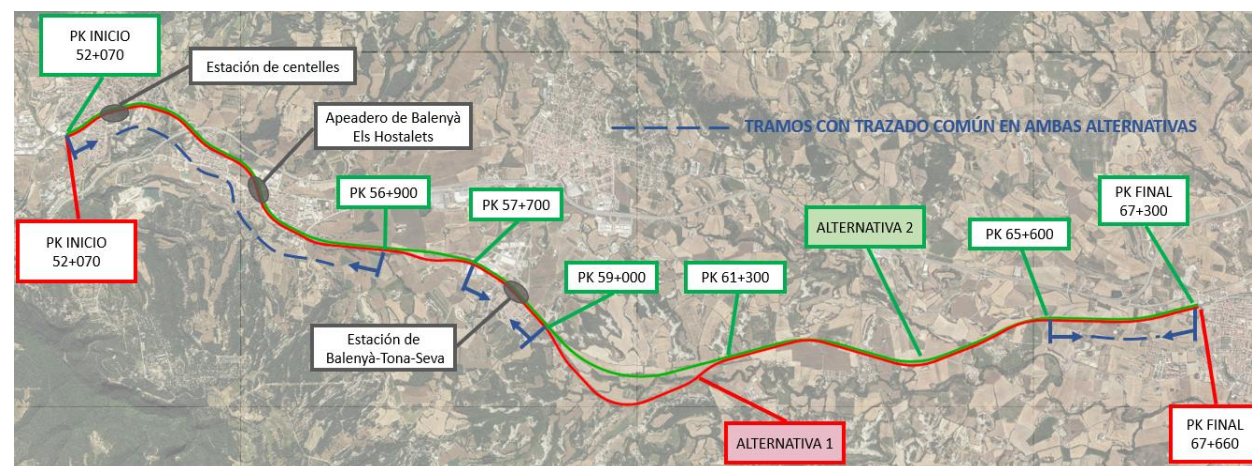 PK INICIO
52+070
Estación de centelles
Apeadero de Balenyà
Els Hostalets
TRAMOS CON TRAZADO COMÚN EN AMBAS ALTERNATIVAS
PK 56+900
PK 57+700
PK FINAL
67+300
ALTERNATIVA 2
PK 65+600
PK INICIO
52+070
PK 59+000
PK 61+300
Estación de
Balenyà-Tona-Seva
ALTERNATIVA 1
PK FINAL
67+660